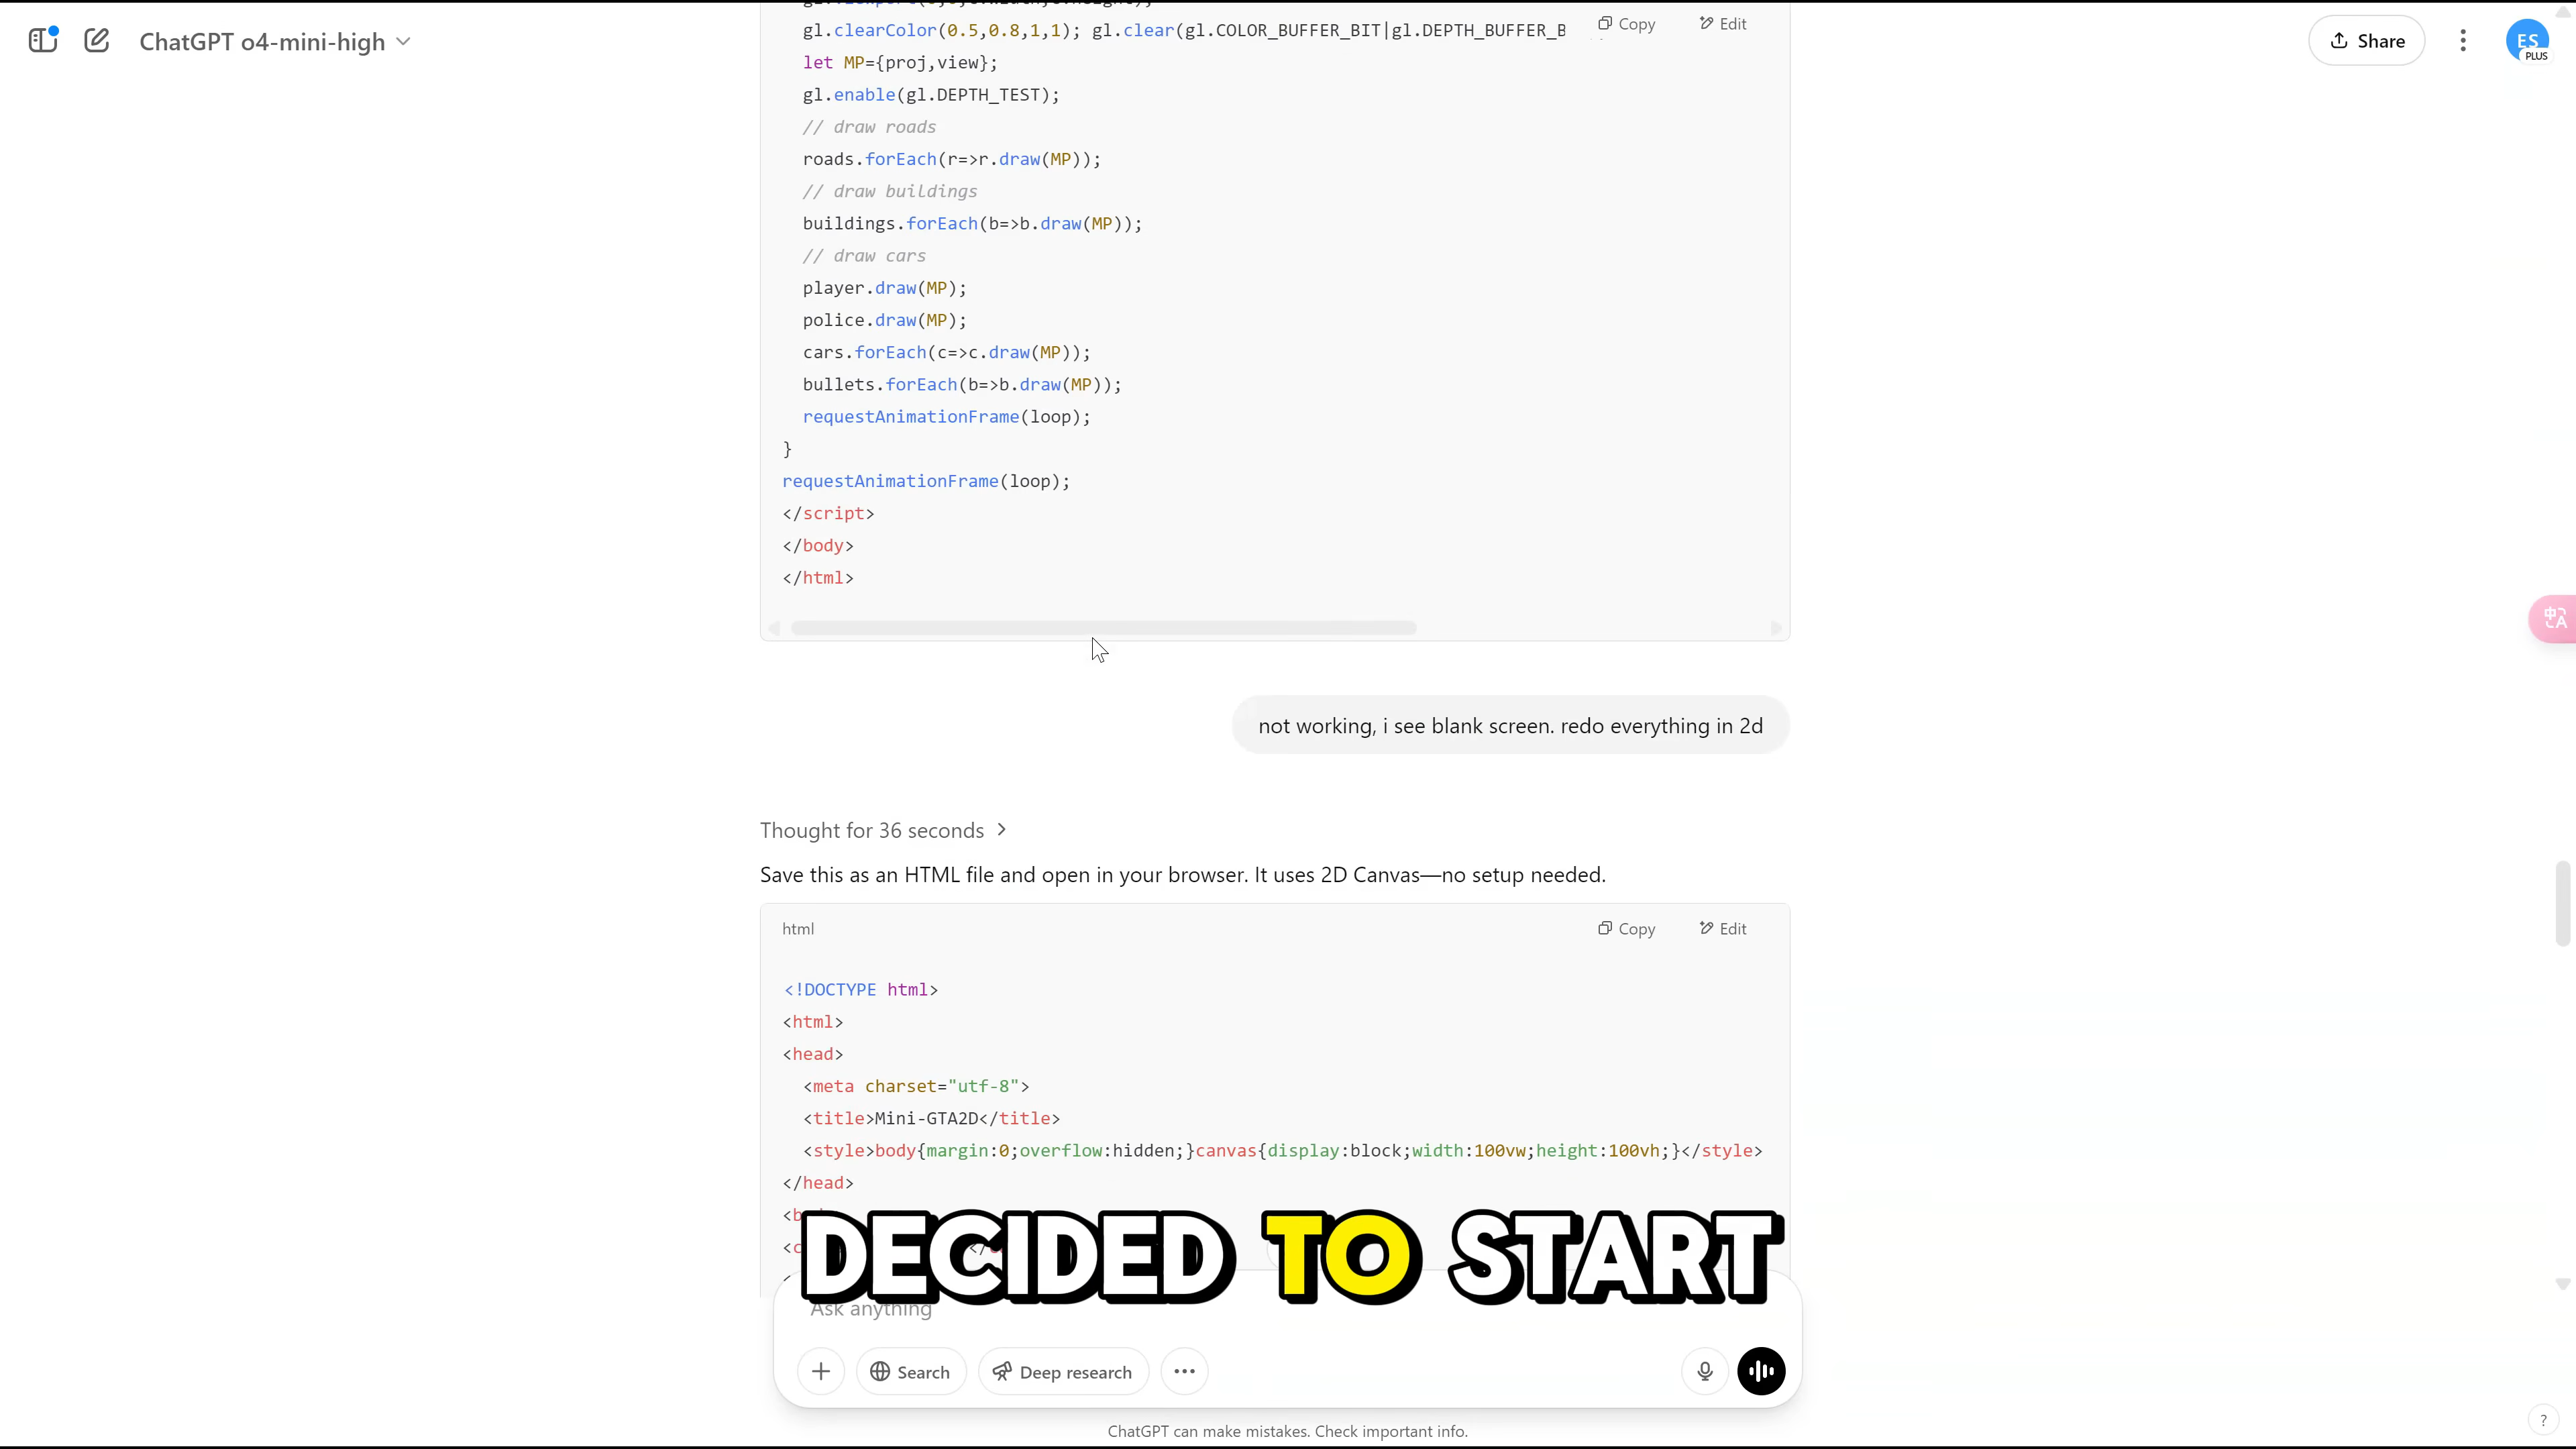 ChatGPT o4-mini-high
Share
ES
PLUS
Copy
Edit
gl.clearColor(0.5,0.8,1,1); gl.clear(gl.COLOR_BUFFER_BIT|gl.DEPTH_BUFFER_B
let MP={proj,view};
gl.enable(gl.DEPTH_TEST);
// draw roads
roads.forEach(r=>r.draw(MP));
// draw buildings
buildings.forEach(b=>b.draw(MP));
// draw cars
player.draw(MP);
police.draw(MP);
cars.forEach(c=>c.draw(MP));
bullets.forEach(b=>b.draw(MP));
requestAnimationFrame(loop);
}
requestAnimationFrame(loop);
</script>
</body>
</html>
中A
not working, i see blank screen. redo everything in 2d
Thought for 36 seconds
Save this as an HTML file and open in your browser. It uses 2D Canvas—no setup needed.
html
Copy
Edit
<!DOCTYPE html>
<html>
<head>
<meta charset="utf-8">
<title>Mini-GTA2D</title>
<style>body{margin:0;overflow:hidden;}canvas{display:block;width:100vw;height:100vh;}</style>
</head>
DECIDED TO START
Ask anything
Search
Deep research
ChatGPT can make mistakes. Check important info.
?